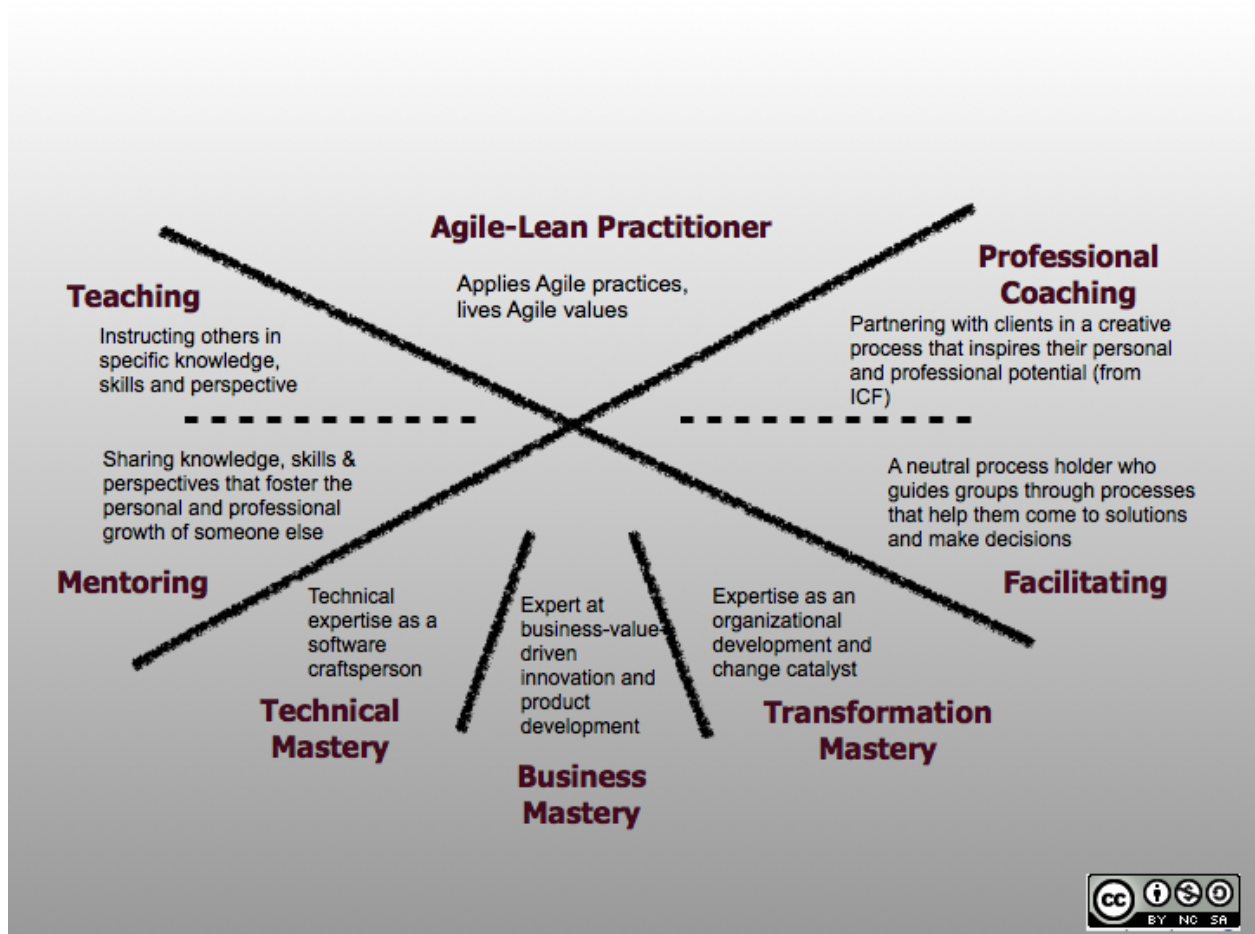 Agile-Lean Practitioner
Applies Agile practices,
lives Agile values
Teaching
Instructing others in
specific knowledge,
skills and perspective
Professional
Coaching
Partnering with clients in a creative
process that inspires their personal
and professional potential (from
ICF)
Sharing knowledge, skills &
perspectives that foster the
personal and professional
growth of someone else
Mentoring
A neutral process holder who
guides groups through processes
that help them come to solutions
and make decisions
Facilitating
Technical
expertise as a
software
craftsperson
Technical
Mastery
Expert at
business-value-
driven
innovation and
product
development
Business
Mastery
Expertise as an
organizational
development and
change catalyst
Transformation
Mastery
cc
BY NC SA